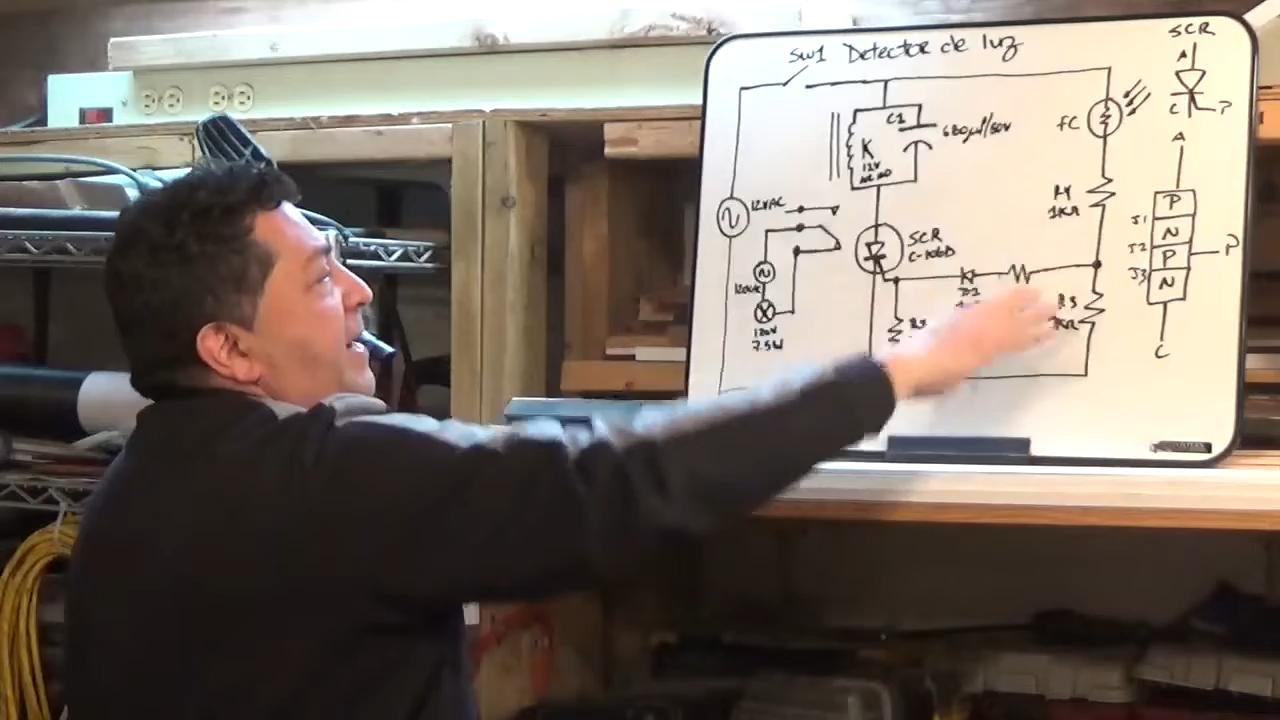 SW1 Detector de luz
SCR
A
C
P
A
P
N
P
N
J1
J2
J3
P
C
C1
680µf/50V
K
12V
FC
R4
1KΩ
12VAC
SCR
C-106D
120VAC
120V
7.5W
D1
R3
1KΩ